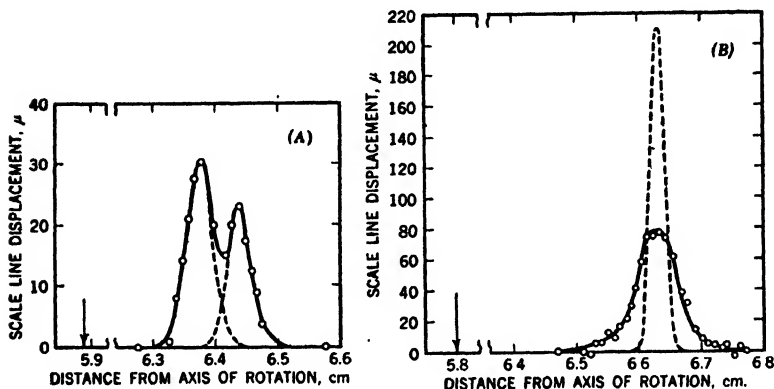 SCALE LINE DISPLACEMENT, μ
40
30
20
10
0
(A)
5.9 6.3 6.4 6.5 6.6
DISTANCE FROM AXIS OF ROTATION, cm
SCALE LINE DISPLACEMENT, μ
220
200
180
160
140
120
100
80
60
40
20
0
(B)
5.8 6 4 6.5 6 6 6.7 6 8
DISTANCE FROM AXIS OF ROTATION, cm.